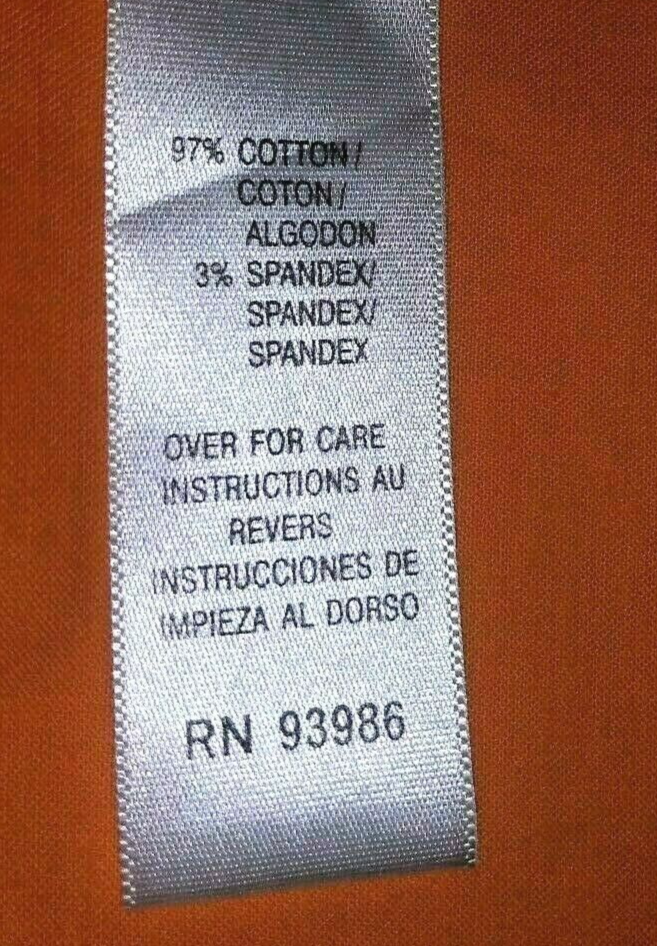 97% COTTON/
COTON/
ALGODON
3% SPANDEX/
SPANDEX/
SPANDEX
OVER FOR CARE
INSTRUCTIONS AU
REVERS
INSTRUCCIONES DE
IMPIEZA AL DORSO
RN 93986